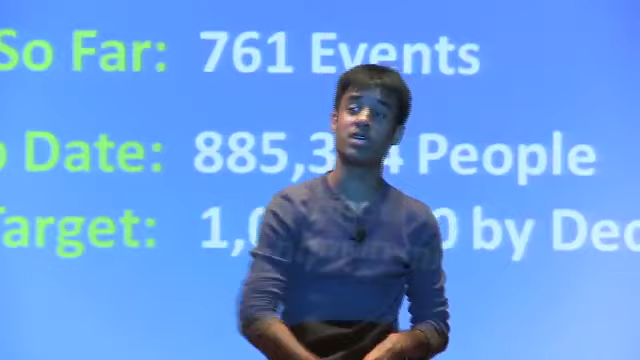 So Far: 761 Events
Date: 885,3 4 People
Target: 1,0 0 by Dec